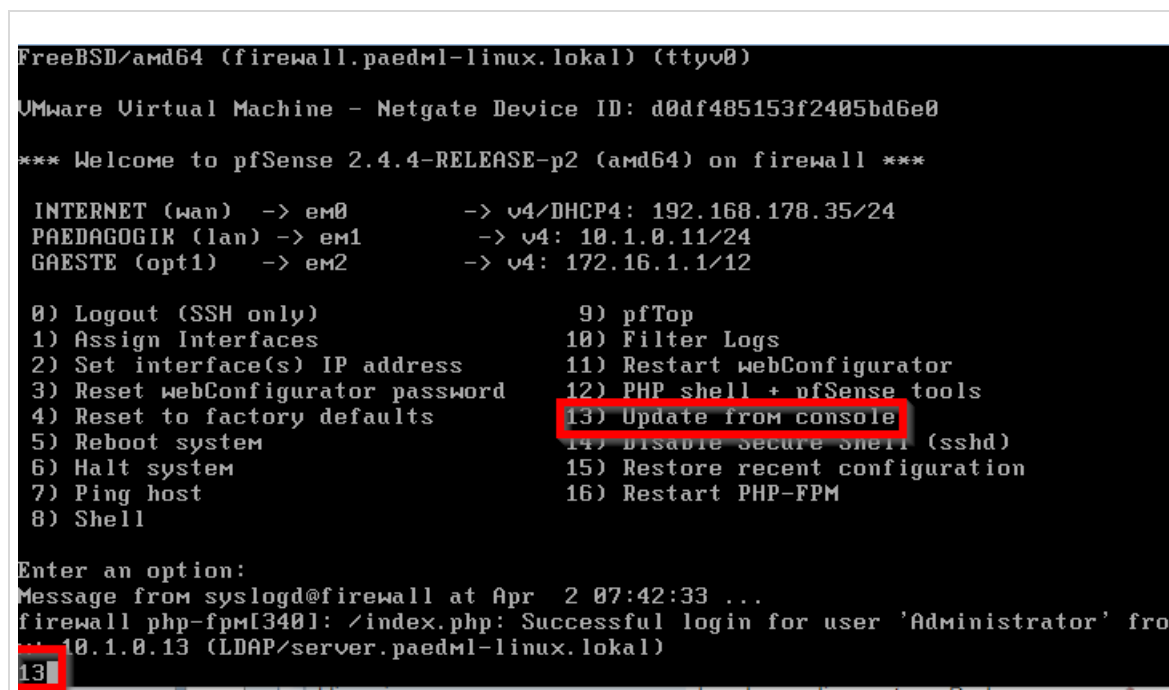 FreeBSD/amd64 (firewall.paedml-linux.lokal) (ttyv0)
VMware Virtual Machine - Netgate Device ID: d0df485153f2405bd6e0
*** Welcome to pfSense 2.4.4-RELEASE-p2 (amd64) on firewall ***
INTERNET (wan) -> em0 -> v4/DHCP4: 192.168.178.35/24
PAEDAGOGIK (lan) -> em1 -> v4: 10.1.0.11/24
GAESTE (opt1) -> em2 -> v4: 172.16.1.1/12
0) Logout (SSH only) 9) pfTop
1) Assign Interfaces 10) Filter Logs
2) Set interface(s) IP address 11) Restart webConfigurator
3) Reset webConfigurator password 12) PHP shell + pfSense tools
4) Reset to factory defaults 13) Update from console
5) Reboot system 14) Disable Secure Shell (sshd)
6) Halt system 15) Restore recent configuration
7) Ping host 16) Restart PHP-FPM
8) Shell
Enter an option:
Message from syslogd@firewall at Apr 2 07:42:33 ...
firewall php-fpm[340]: /index.php: Successful login for user 'Administrator' fro
10.1.0.13 (LDAP/server.paedml-linux.lokal)
13